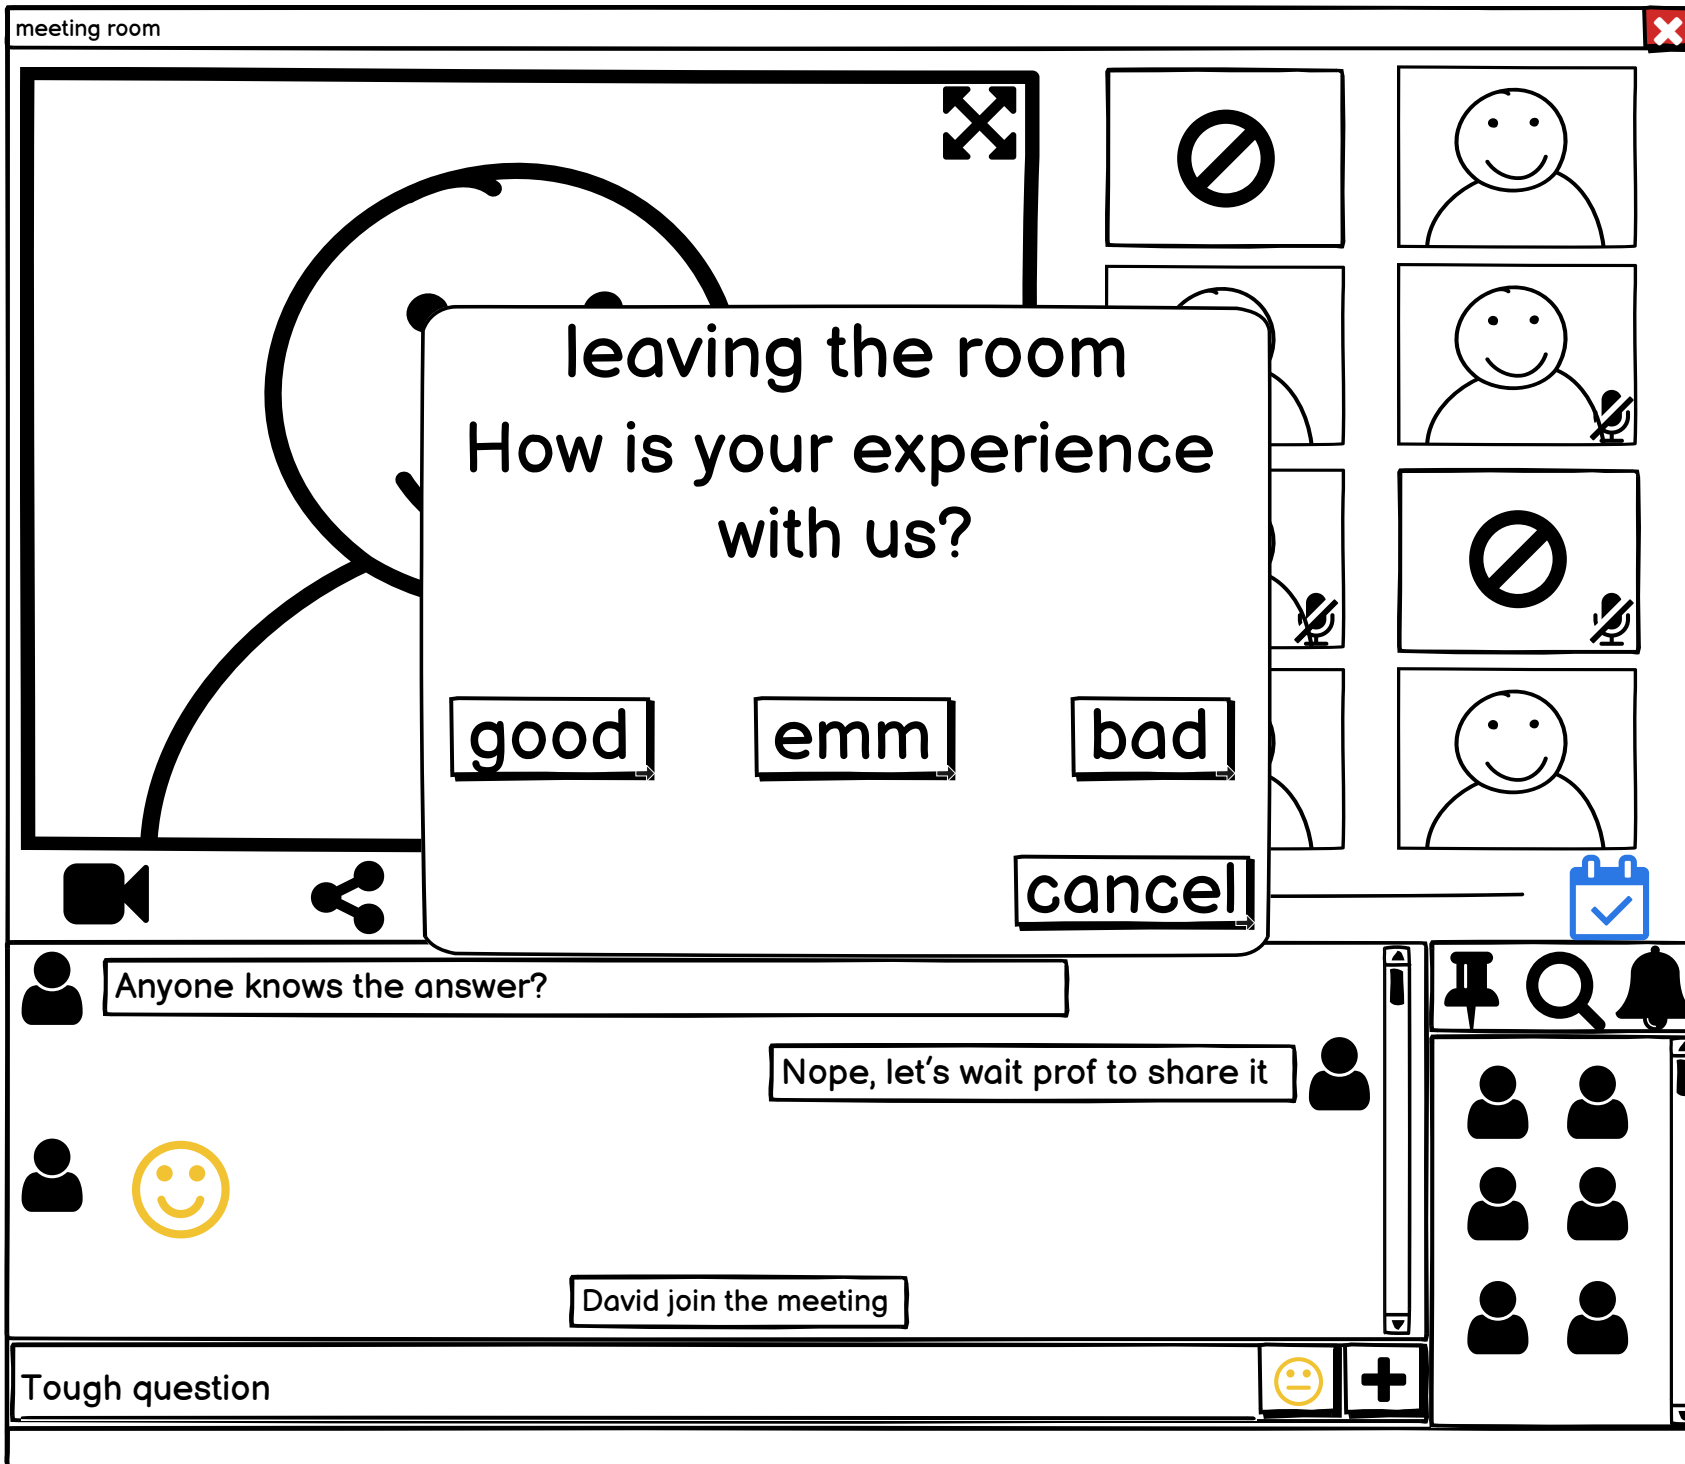 meeting room
leaving the room
How is your experience
with us?
good
emm
bad
cancel
Anyone knows the answer?
Nope, let's wait prof to share it
David join the meeting
Tough question